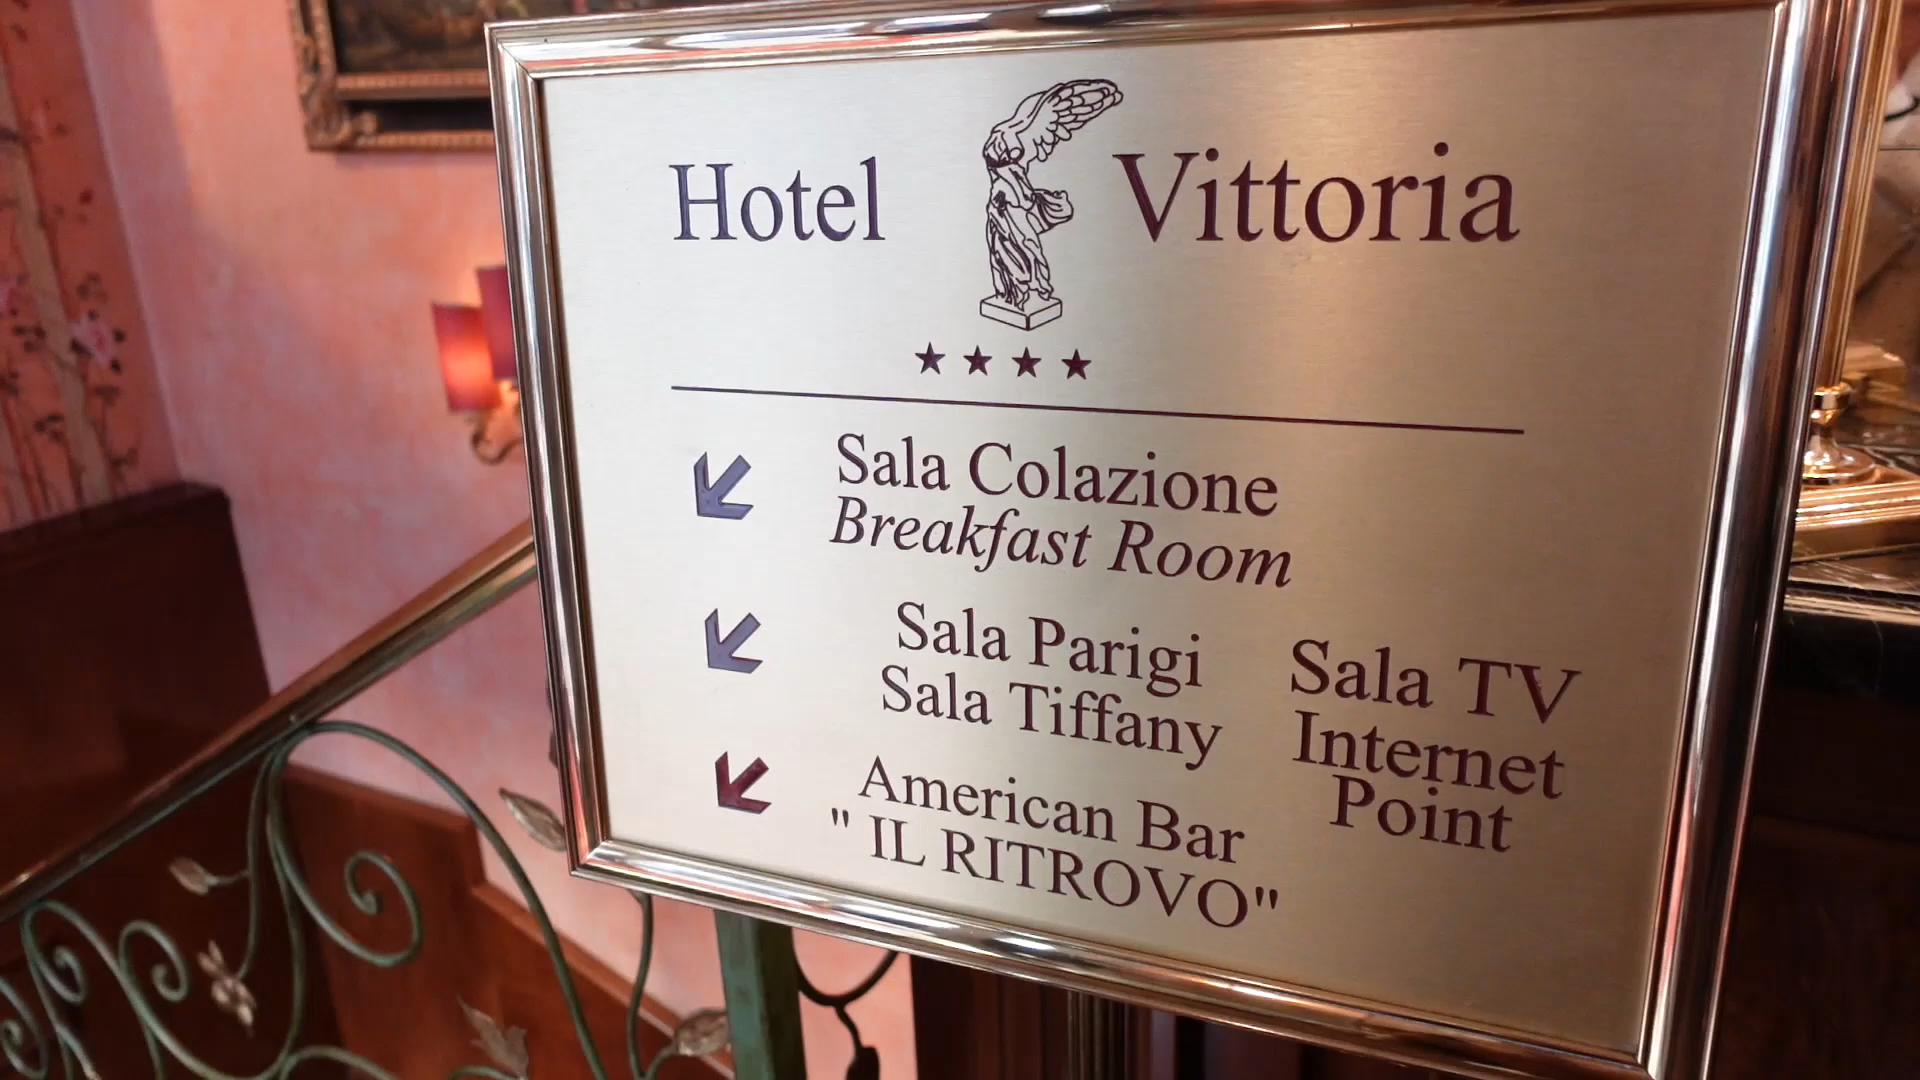 Hotel Vittoria
★ ★ ★ ★
Sala Colazione
Breakfast Room
Sala Parigi
Sala Tiffany
Sala TV
Internet
Point
American Bar
" IL RITROVO"